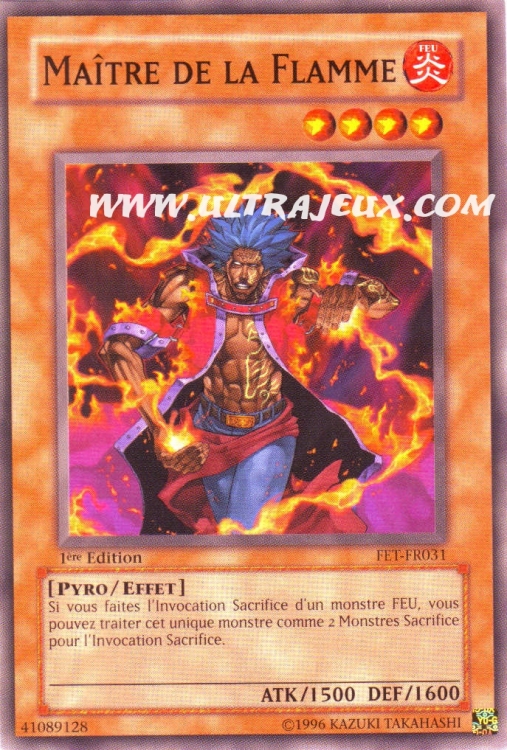 MAÎTRE DE LA FLAMME
FEU
炎
WWW.ULTRAJEUX.COM
1ère Edition
FET-FR031
[PYRO/EFFET]
Si vous faites l'Invocation Sacrifice d'un monstre FEU, vous
pouvez traiter cet unique monstre comme 2 Monstres Sacrifice
pour l'Invocation Sacrifice.
ATK/1500 DEF/1600
41089128
©1996 KAZUKI TAKAHASHI